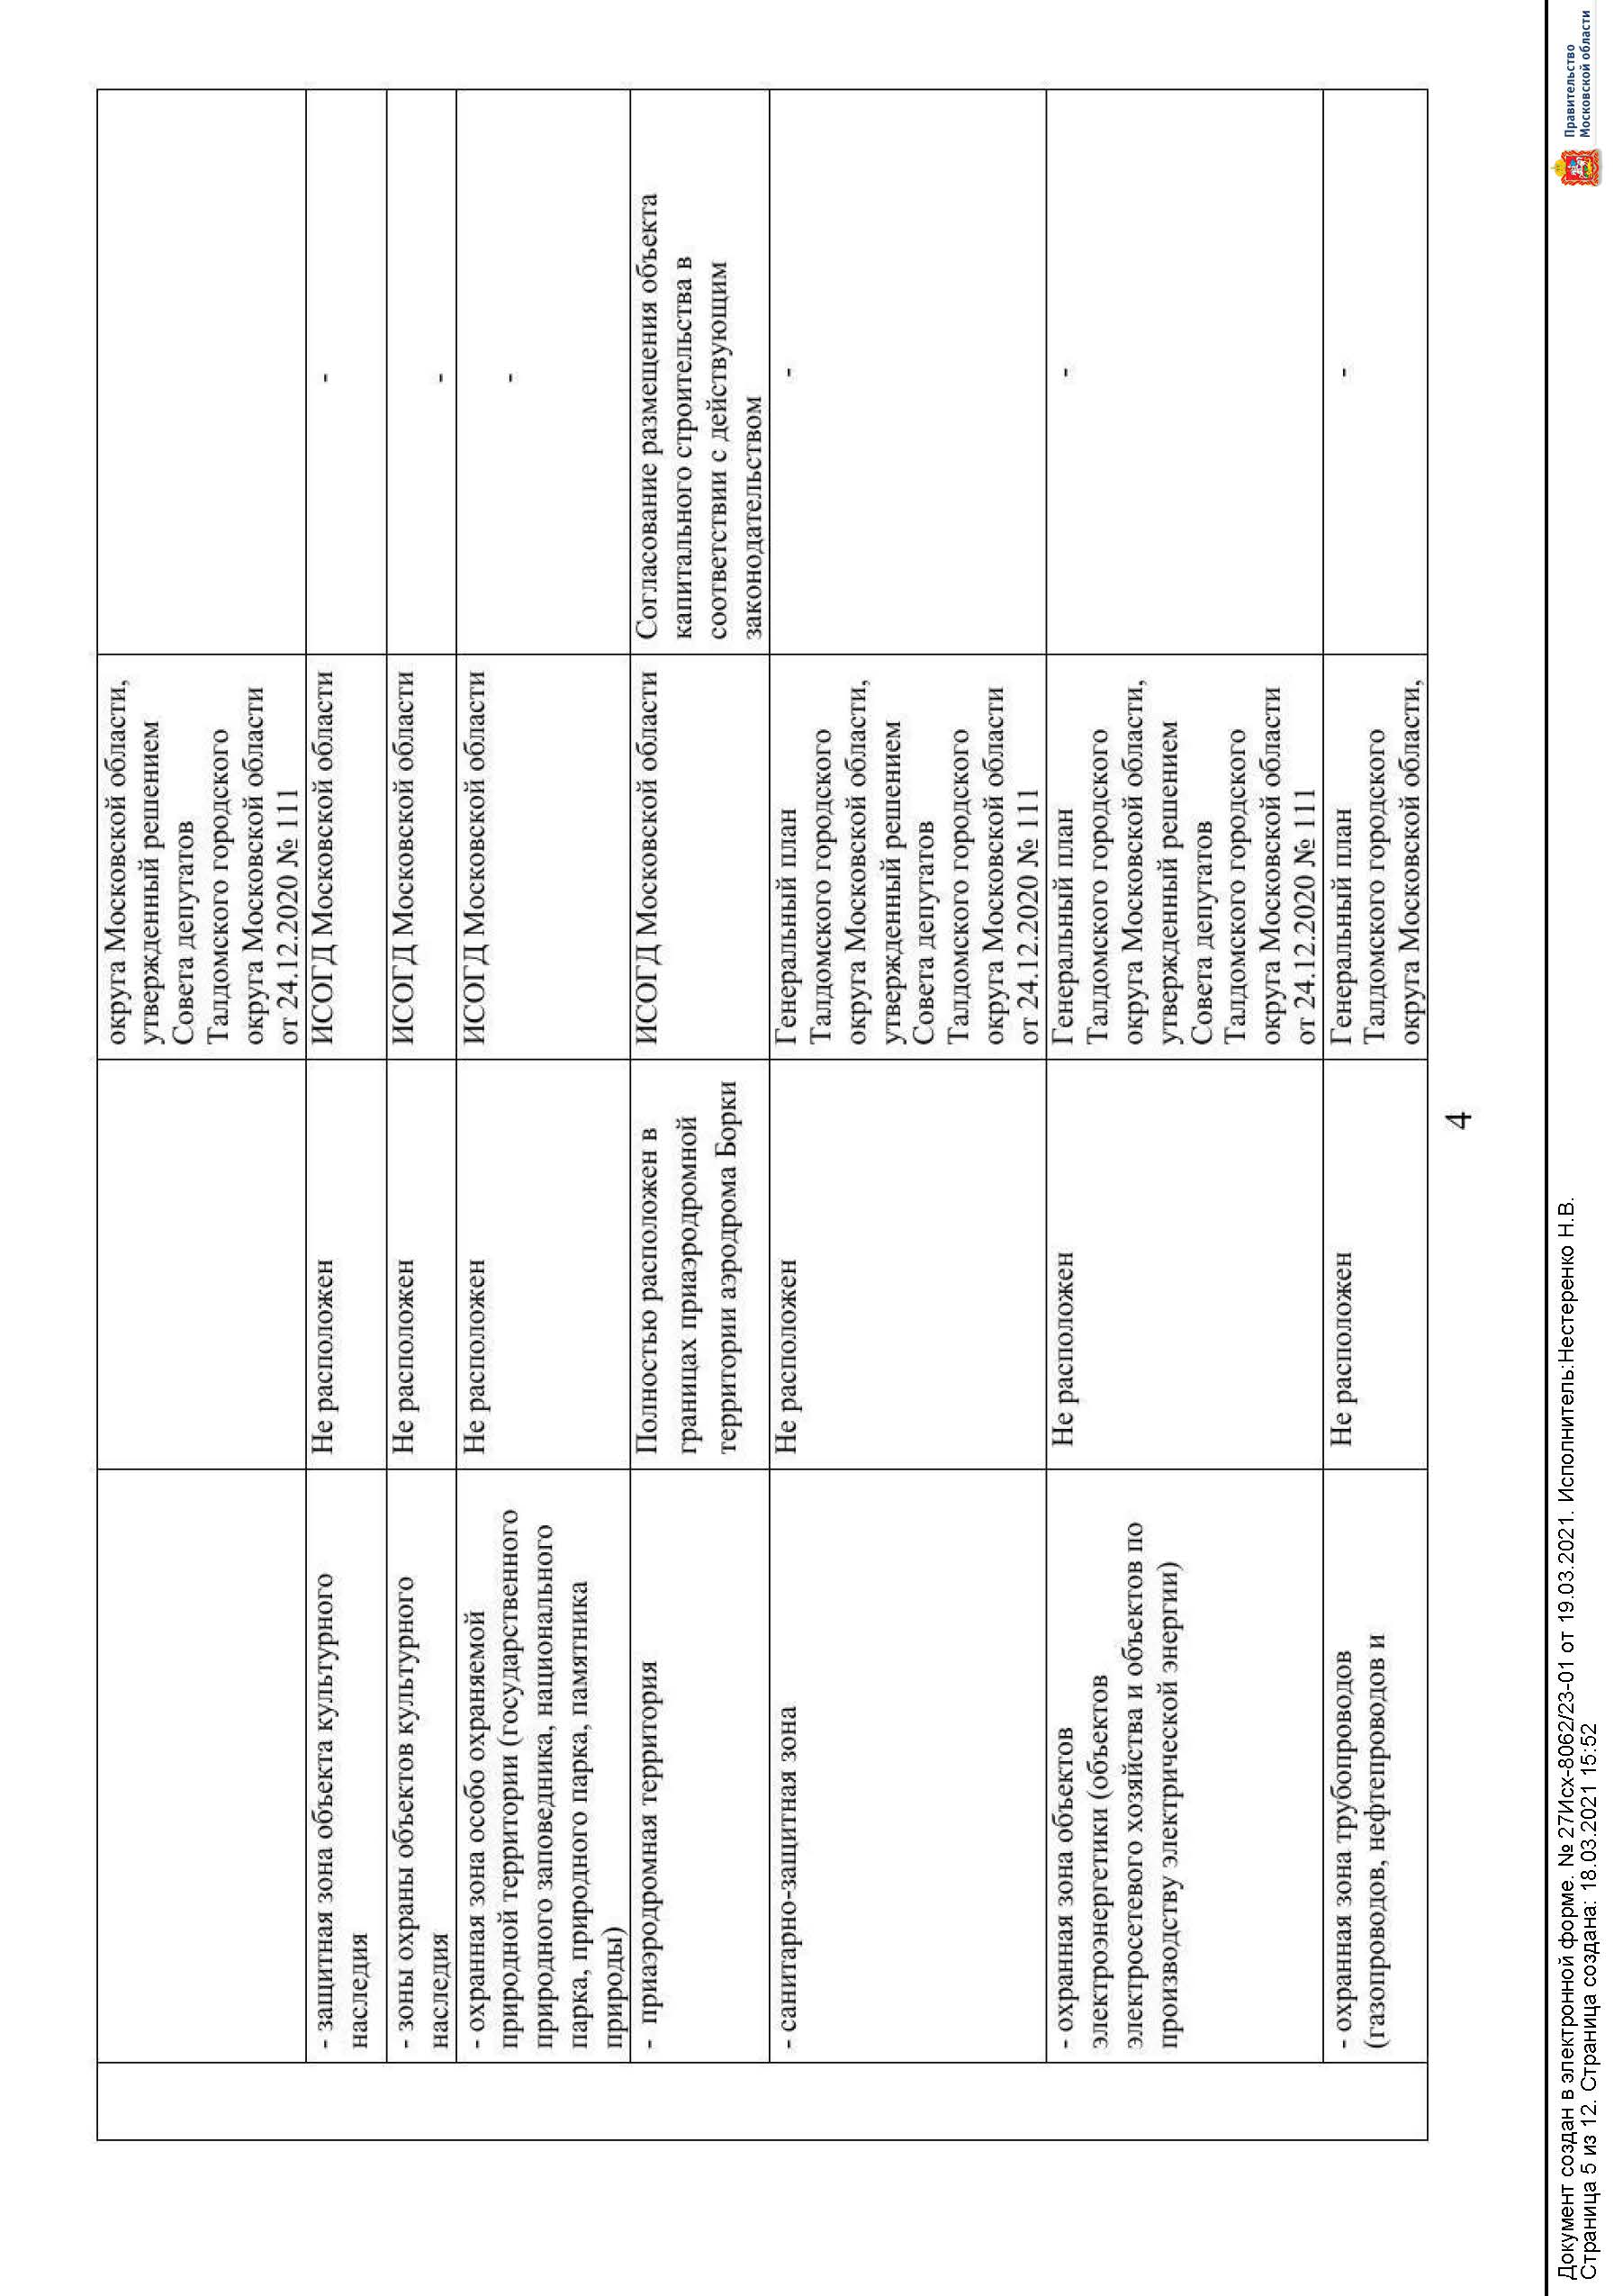 округа Московской области,
утвержденный решением
Совета депутатов
Талдомского городского
округа Московской области
от 24.12.2020 № 111
- защитная зона объекта культурного
наследия
Не расположен
ИСОГД Московской области
-
- зоны охраны объектов культурного
наследия
Не расположен
ИСОГД Московской области
-
- охранная зона особо охраняемой
природной территории (государственного
природного заповедника, национального
парка, природного парка, памятника
природы)
Не расположен
ИСОГД Московской области
-
- приаэродромная территория
Полностью расположен в
границах приаэродромной
территории аэродрома Борки
ИСОГД Московской области
Согласование размещения объекта
капитального строительства в
соответствии с действующим
законодательством
- санитарно-защитная зона
Не расположен
Генеральный план
Талдомского городского
округа Московской области,
утвержденный решением
Совета депутатов
Талдомского городского
округа Московской области
от 24.12.2020 № 111
-
- охранная зона объектов
электроэнергетики (объектов
электросетевого хозяйства и объектов по
производству электрической энергии)
Не расположен
Генеральный план
Талдомского городского
округа Московской области,
утвержденный решением
Совета депутатов
Талдомского городского
округа Московской области
от 24.12.2020 № 111
-
- охранная зона трубопроводов
(газопроводов, нефтепроводов и
Не расположен
Генеральный план
Талдомского городского
округа Московской области,
-
4
Документ создан в электронной форме. № 27Исх-8062/23-01 от 19.03.2021. Исполнитель:Нестеренко Н.В.
Страница 5 из 12. Страница создана: 18.03.2021 15:52
Правительство
Московской области